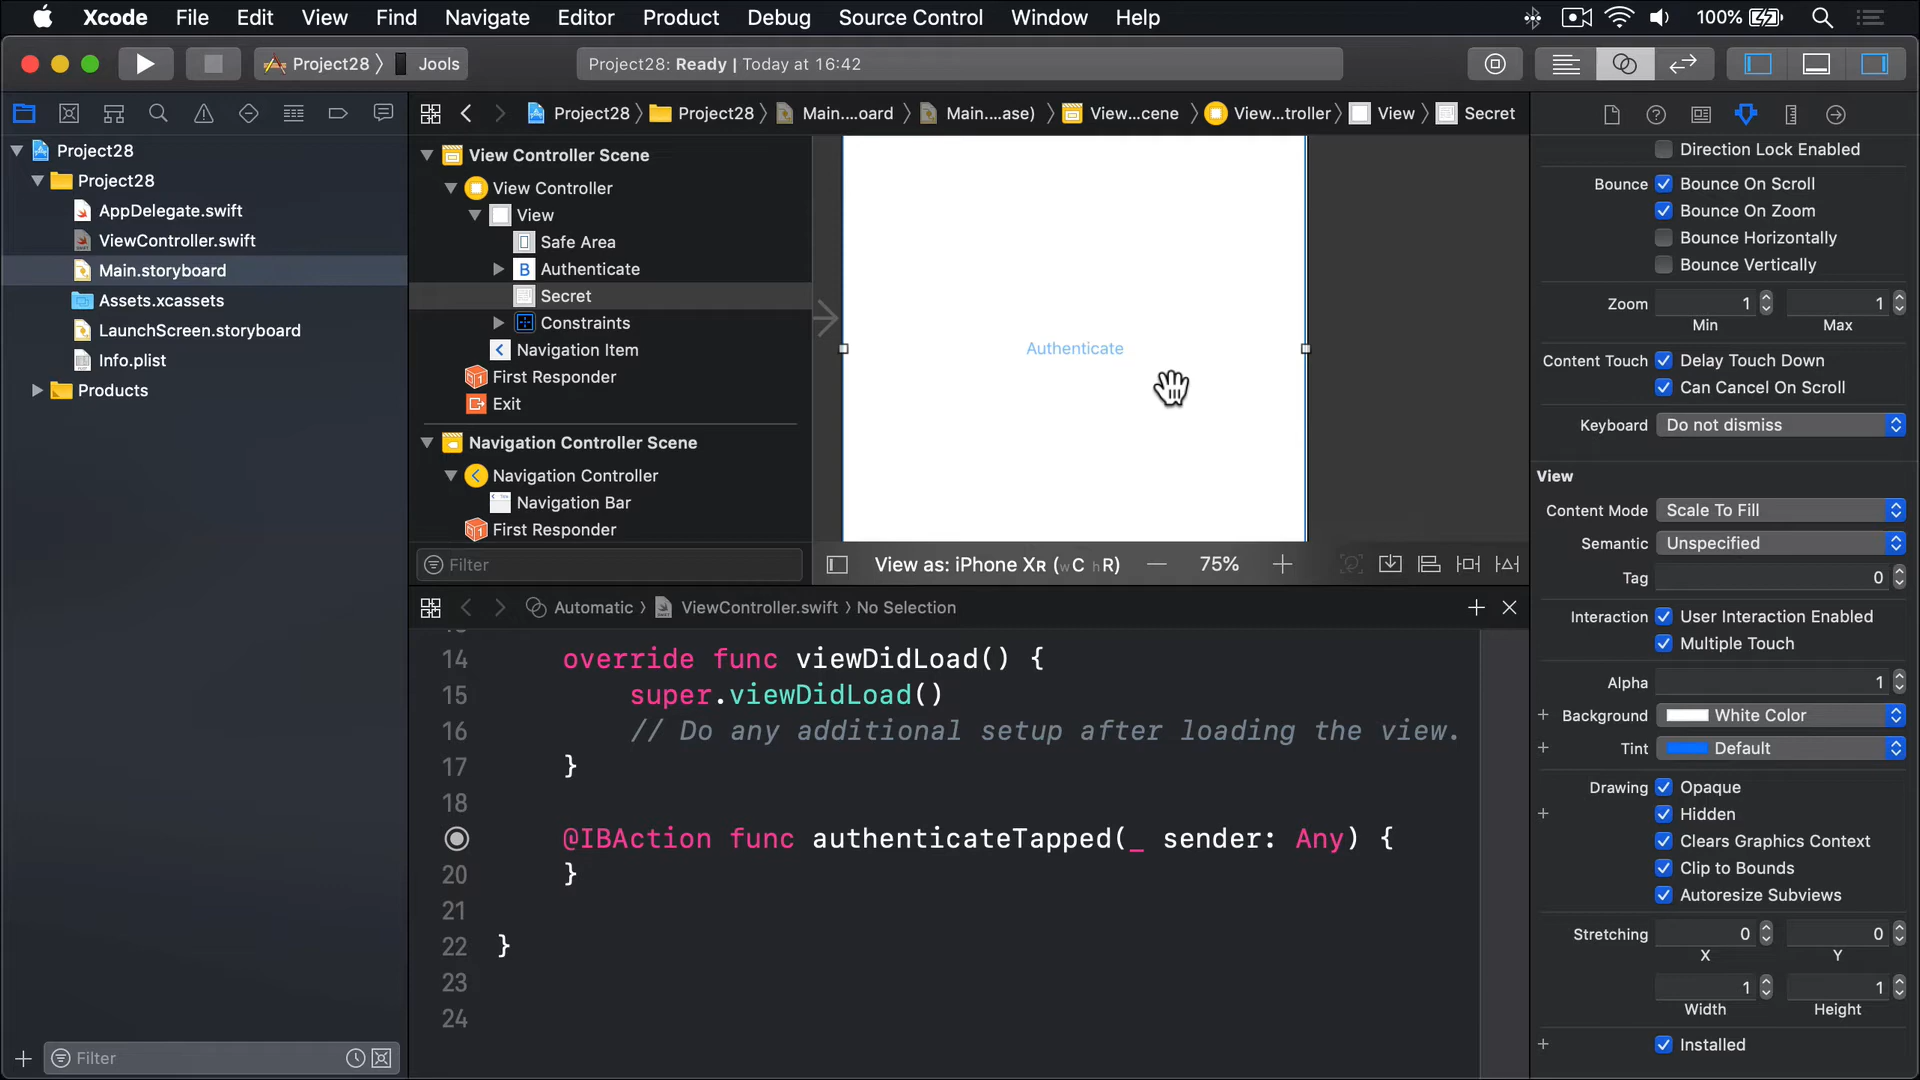 Xcode File Edit View Find Navigate Editor Product Debug Source Control Window Help 100%
Project28 Jools Project28: Ready | Today at 16:42
Project28 Project28 Main....oard Main....ase) View...cene View...troller View Secret
Project28
Project28
AppDelegate.swift
ViewController.swift
Main.storyboard
Assets.xcassets
LaunchScreen.storyboard
Info.plist
Products
Filter
View Controller Scene
View Controller
View
Safe Area
B Authenticate
Secret
Constraints
Navigation Item
First Responder
Exit
Navigation Controller Scene
Navigation Controller
Navigation Bar
First Responder
Filter
Authenticate
View as: iPhone XR (wC hR) 75%
Automatic ViewController.swift No Selection
14 override func viewDidLoad() {
15 super.viewDidLoad()
16 // Do any additional setup after loading the view.
17 }
18
@IBAction func authenticateTapped(_ sender: Any) {
20 }
21
22 }
23
24
Direction Lock Enabled
Bounce Bounce On Scroll
Bounce On Zoom
Bounce Horizontally
Bounce Vertically
Zoom 1 1
Min Max
Content Touch Delay Touch Down
Can Cancel On Scroll
Keyboard Do not dismiss
View
Content Mode Scale To Fill
Semantic Unspecified
Tag 0
Interaction User Interaction Enabled
Multiple Touch
Alpha 1
Background White Color
Tint Default
Drawing Opaque
Hidden
Clears Graphics Context
Clip to Bounds
Autoresize Subviews
Stretching 0 0
X Y
1 1
Width Height
Installed